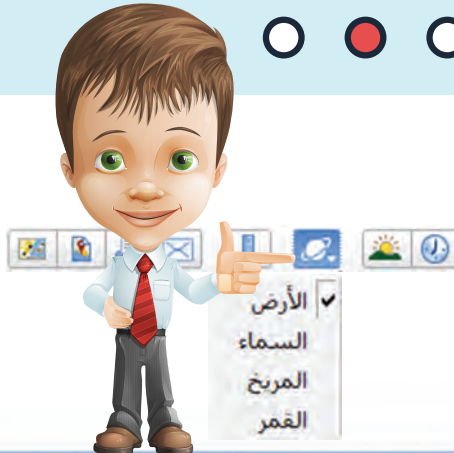 الأرض
السماء
المريخ
القمر